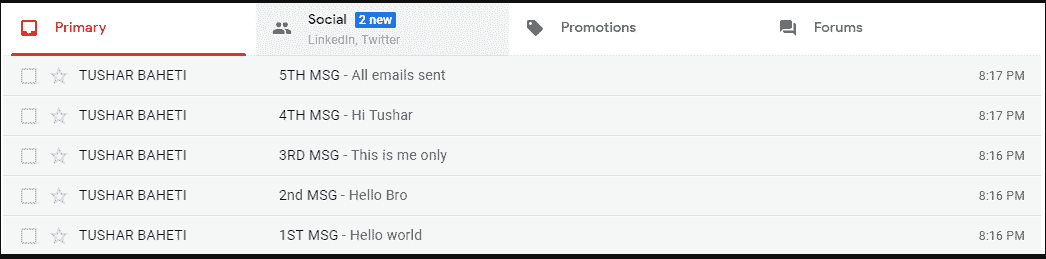 Primary
Social 2 new
LinkedIn, Twitter
Promotions
Forums
TUSHAR BAHETI 5TH MSG - All emails sent 8:17 PM
TUSHAR BAHETI 4TH MSG - Hi Tushar 8:17 PM
TUSHAR BAHETI 3RD MSG - This is me only 8:16 PM
TUSHAR BAHETI 2nd MSG - Hello Bro 8:16 PM
TUSHAR BAHETI 1ST MSG - Hello world 8:16 PM